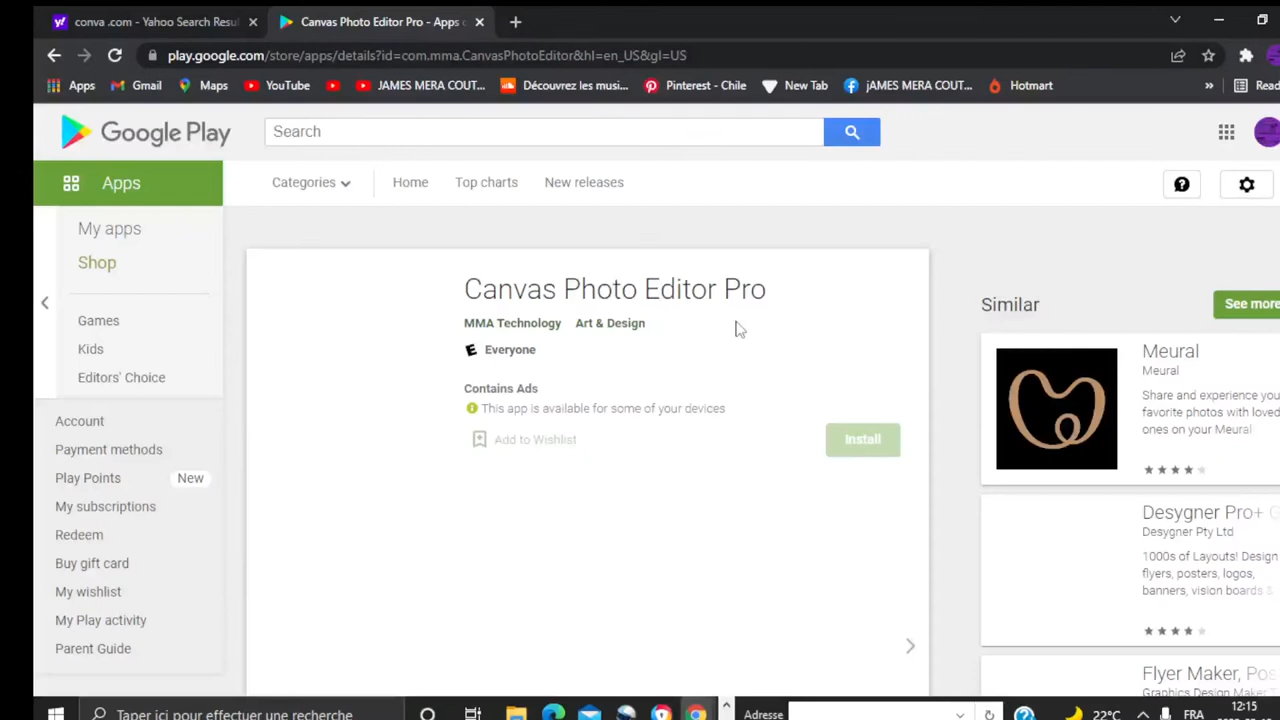 conva .com - Yahoo Search Resu
Canvas Photo Editor Pro - Apps
play.google.com/store/apps/details?id=com.mma.CanvasPhotoEditor&hl=en_US&gl=US
Apps Gmail Maps YouTube JAMES MERA COUT... Découvrez les musi... Pinterest - Chile New Tab jAMES MERA COUT... Hotmart » Read
Google Play
Search
Apps
Categories Home Top charts New releases
My apps
Shop
Games
Kids
Editors' Choice
Account
Payment methods
Play Points New
My subscriptions
Redeem
Buy gift card
My wishlist
My Play activity
Parent Guide
Canvas Photo Editor Pro
MMA Technology Art & Design
E Everyone
Contains Ads
This app is available for some of your devices
Add to Wishlist
Install
Similar
See more
Meural
Meural
Share and experience you
favorite photos with loved
ones on your Meural
Desygner Pro+ G
Desygner Pty Ltd
1000s of Layouts! Design
flyers, posters, logos,
banners, vision boards &
Flyer Maker, Pos
Graphics Design Maker T
Taper ici pour effectuer une recherche
Adresse
22°C
FRA
12:15